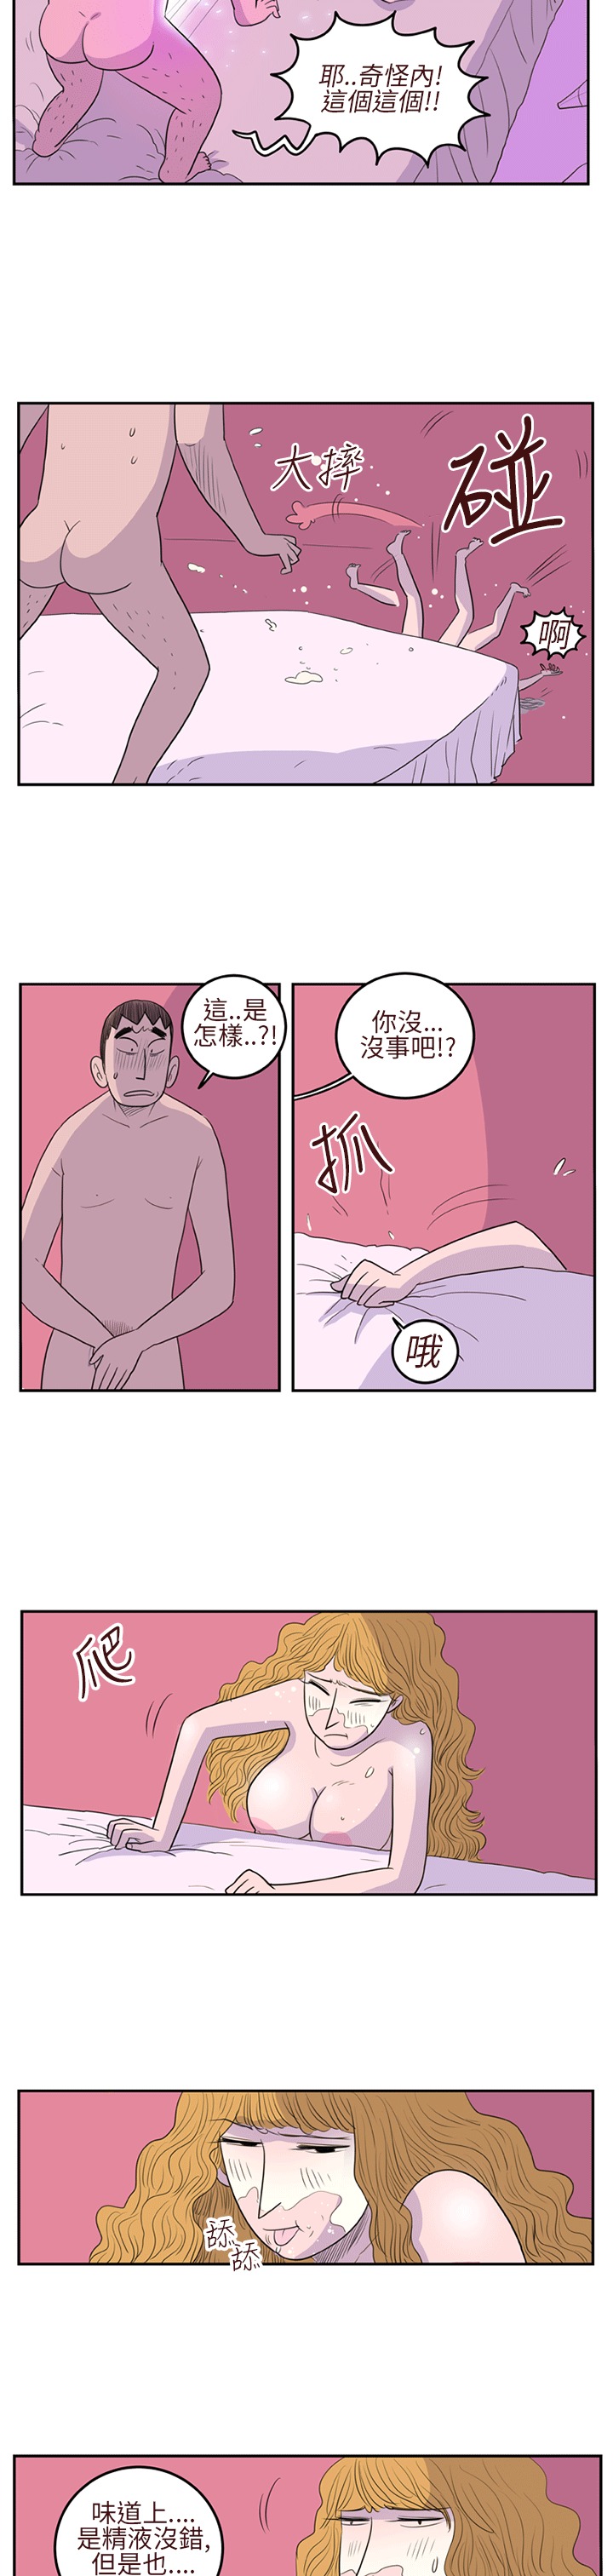 耶..奇怪內!
這個這個!!
大摔
碰
啊
這..是
怎樣..?!
你沒...
沒事吧!?
抓
哦
爬
舔
舔
味道上....
是精液沒錯,
但是也....